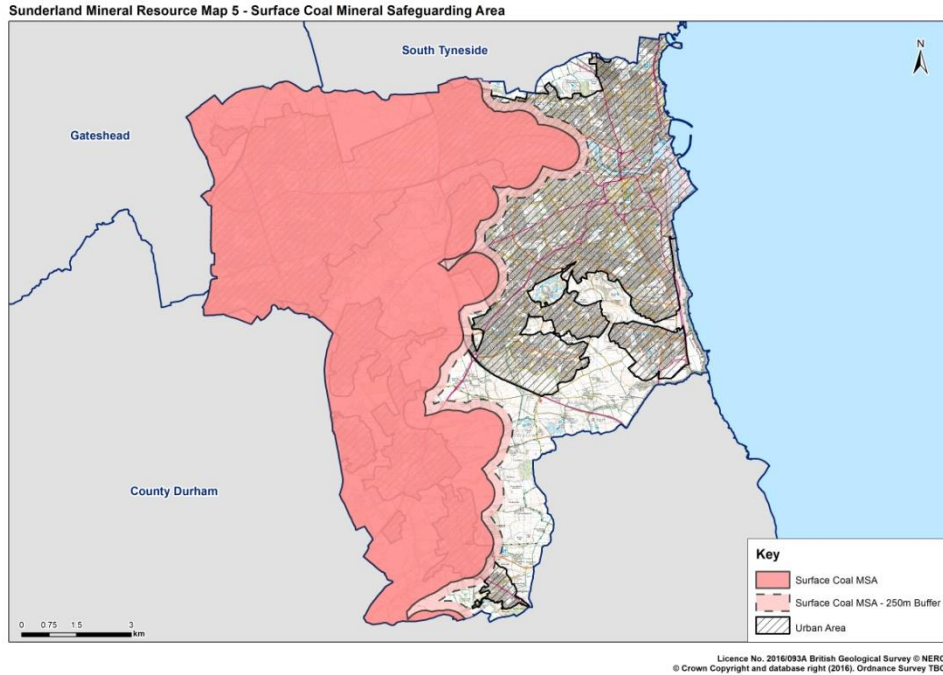 Sunderland Mineral Resource Map 5 - Surface Coal Mineral Safeguarding Area
South Tyneside
N
Gateshead
County Durham
Key
Surface Coal MSA
Surface Coal MSA - 250m Buffer
Urban Area
0 0.75 1.5 3
km
Licence No. 2016/093A British Geological Survey © NERC
© Crown Copyright and database right (2016). Ordnance Survey TBC